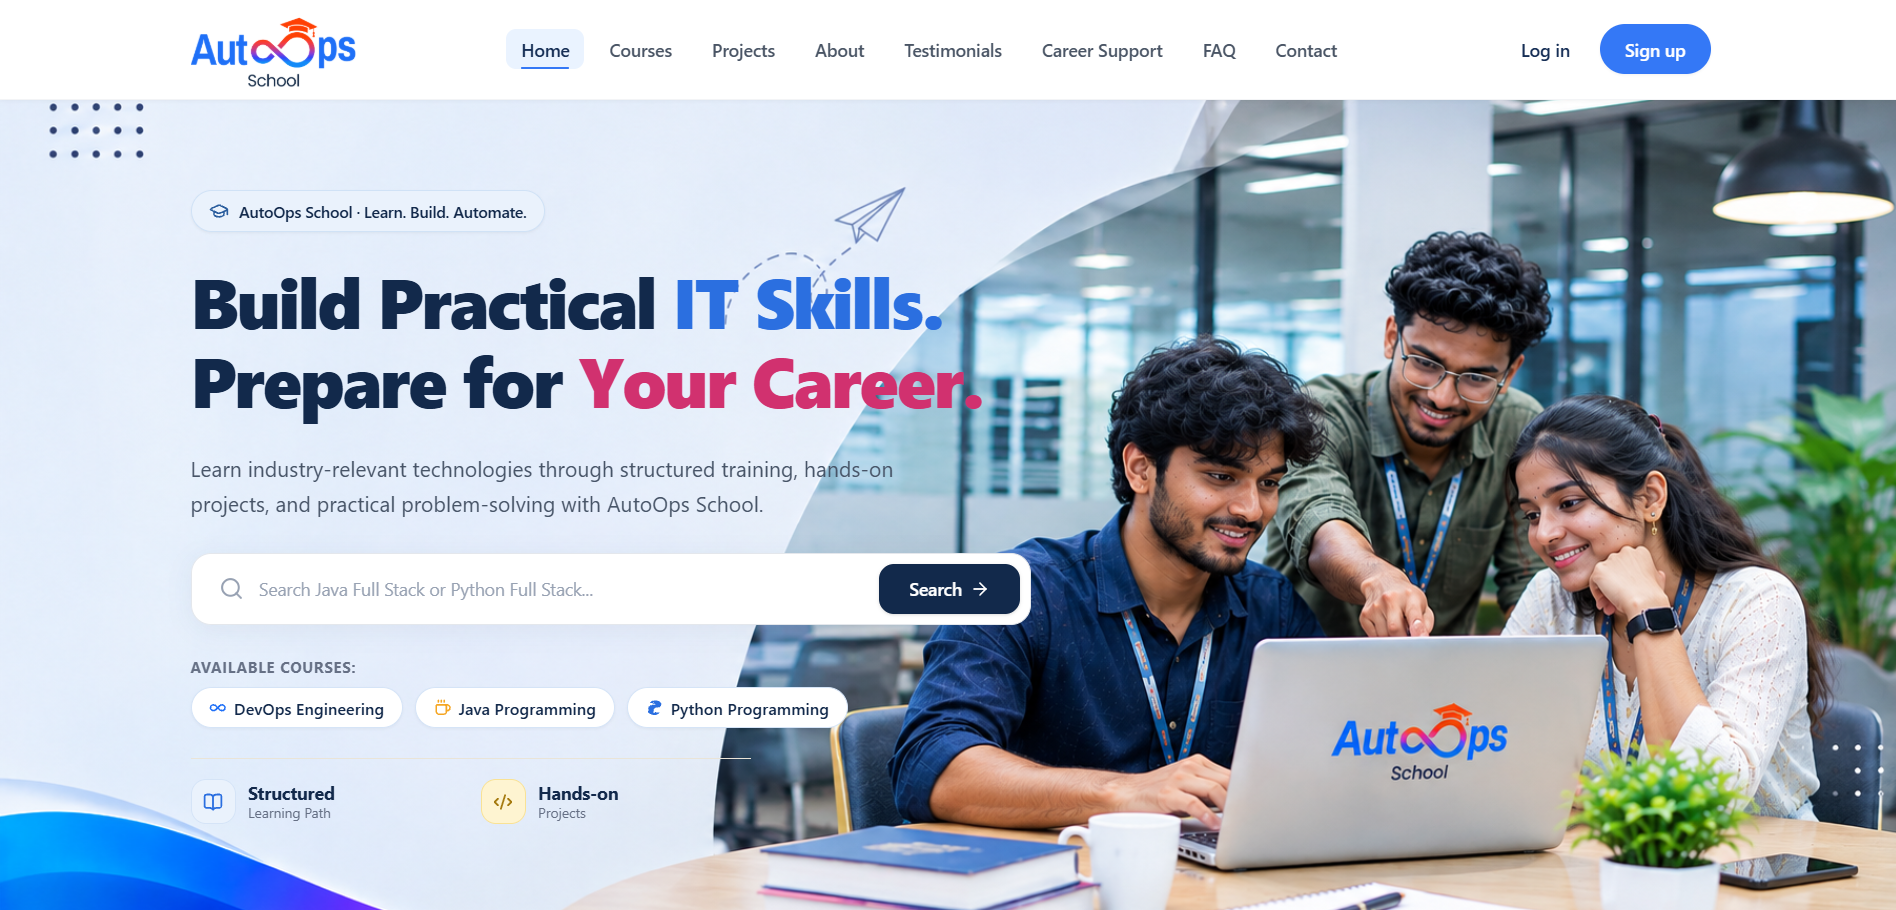 AutoOps
School
Home
Courses
Projects
About
Testimonials
Career Support
FAQ
Contact
Log in
Sign up
AutoOps School · Learn. Build. Automate.
Build Practical IT Skills.
Prepare for Your Career.
Learn industry-relevant technologies through structured training, hands-on
projects, and practical problem-solving with AutoOps School.
Search Java Full Stack or Python Full Stack...
Search
AVAILABLE COURSES:
DevOps Engineering
Java Programming
Python Programming
Structured
Learning Path
Hands-on
Projects
AutoOps
School